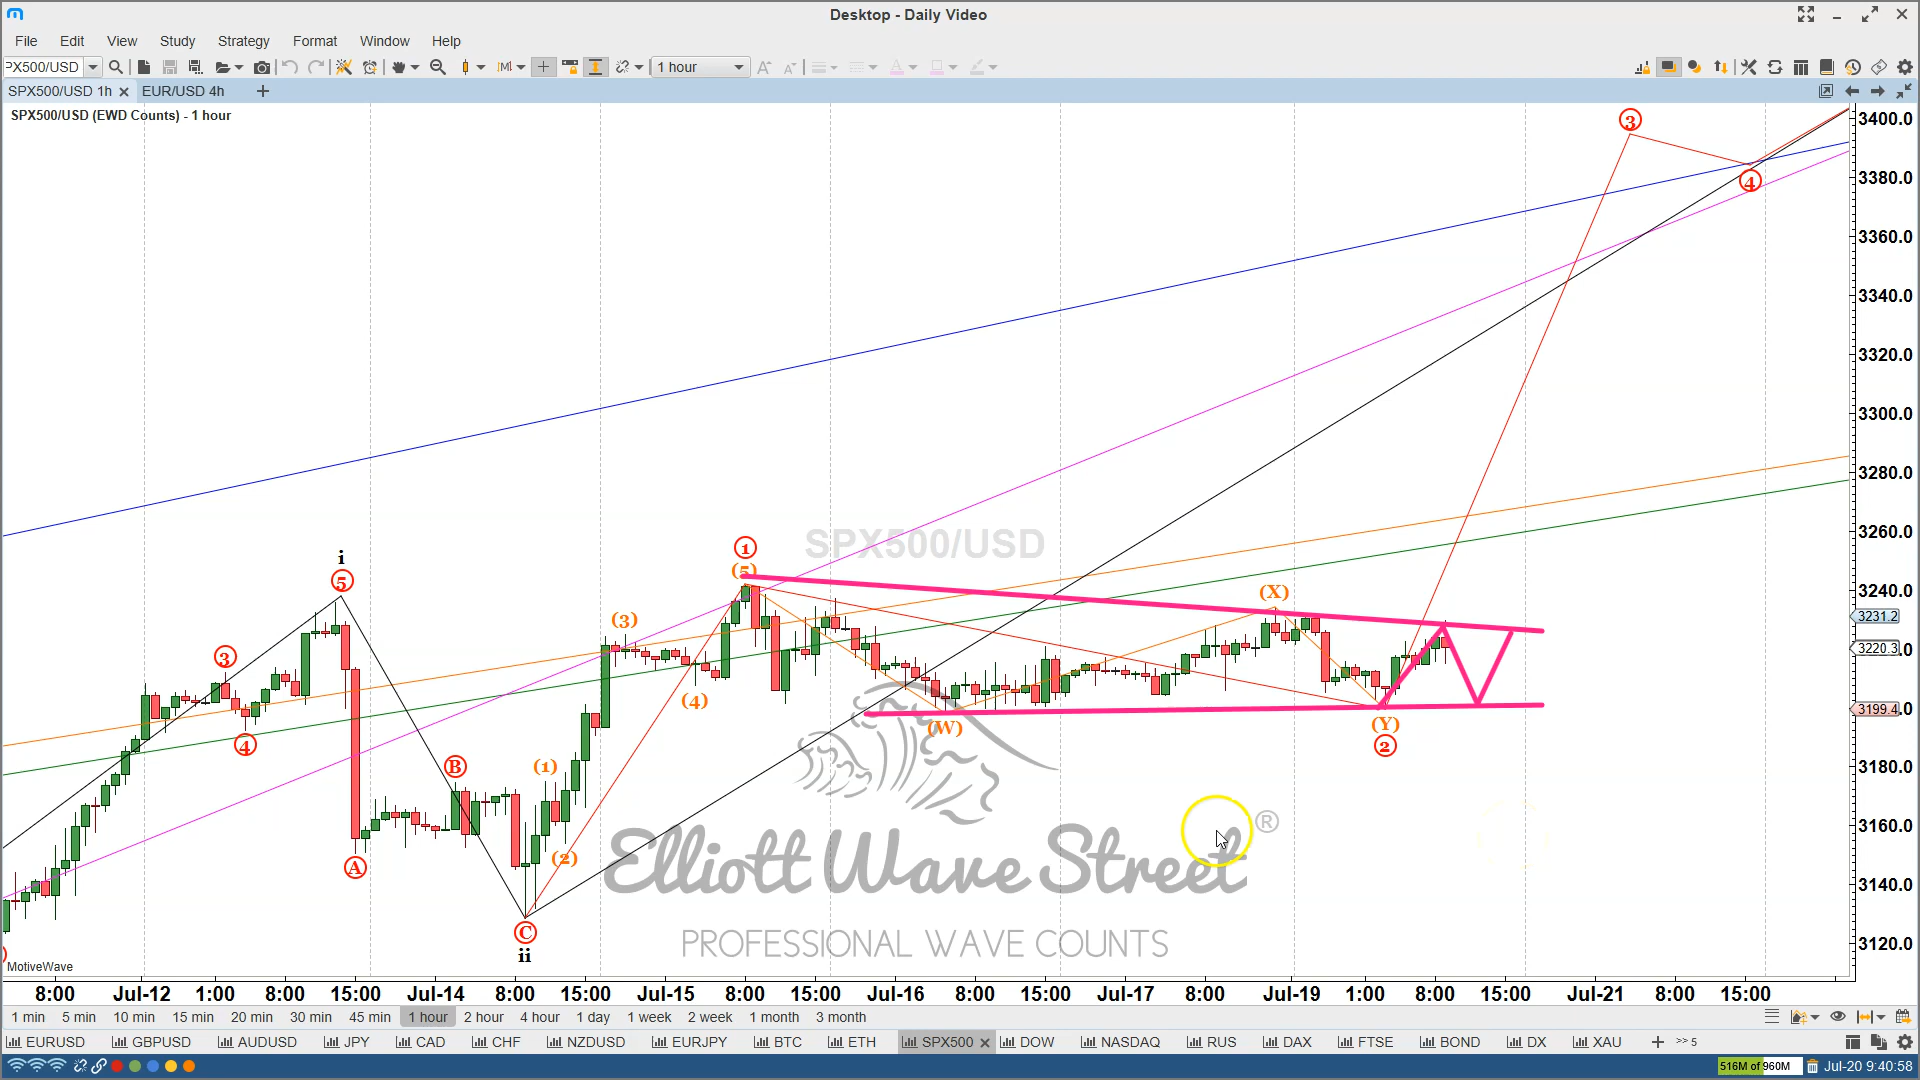 Desktop - Daily Video
File Edit View Study Strategy Format Window Help
PX500/USD 1 hour
SPX500/USD 1h EUR/USD 4h
SPX500/USD (EWD Counts) - 1 hour
3400.0
3
4
3380.0
3360.0
3340.0
3320.0
3300.0
3280.0
3260.0
SPX500/USD
i
1
(5)
5
(X)
3240.0
3231.2
(3)
3220.3
3
(4)
3199.4
4
(W)
(Y)
2
B
(1)
3180.0
3160.0
®
(2)
A
Elliott Wave Street
3140.0
C
ii
PROFESSIONAL WAVE COUNTS
3120.0
MotiveWave
8:00 Jul-12 1:00 8:00 15:00 Jul-14 8:00 15:00 Jul-15 8:00 15:00 Jul-16 8:00 15:00 Jul-17 8:00 Jul-19 1:00 8:00 15:00 Jul-21 8:00 15:00
1 min 5 min 10 min 15 min 20 min 30 min 45 min 1 hour 2 hour 4 hour 1 day 1 week 2 week 1 month 3 month
EURUSD GBPUSD AUDUSD JPY CAD CHF NZDUSD EURJPY BTC ETH SPX500 DOW NASDAQ RUS DAX FTSE BOND DX XAU >> 5
516M of 960M Jul-20 9:40:58